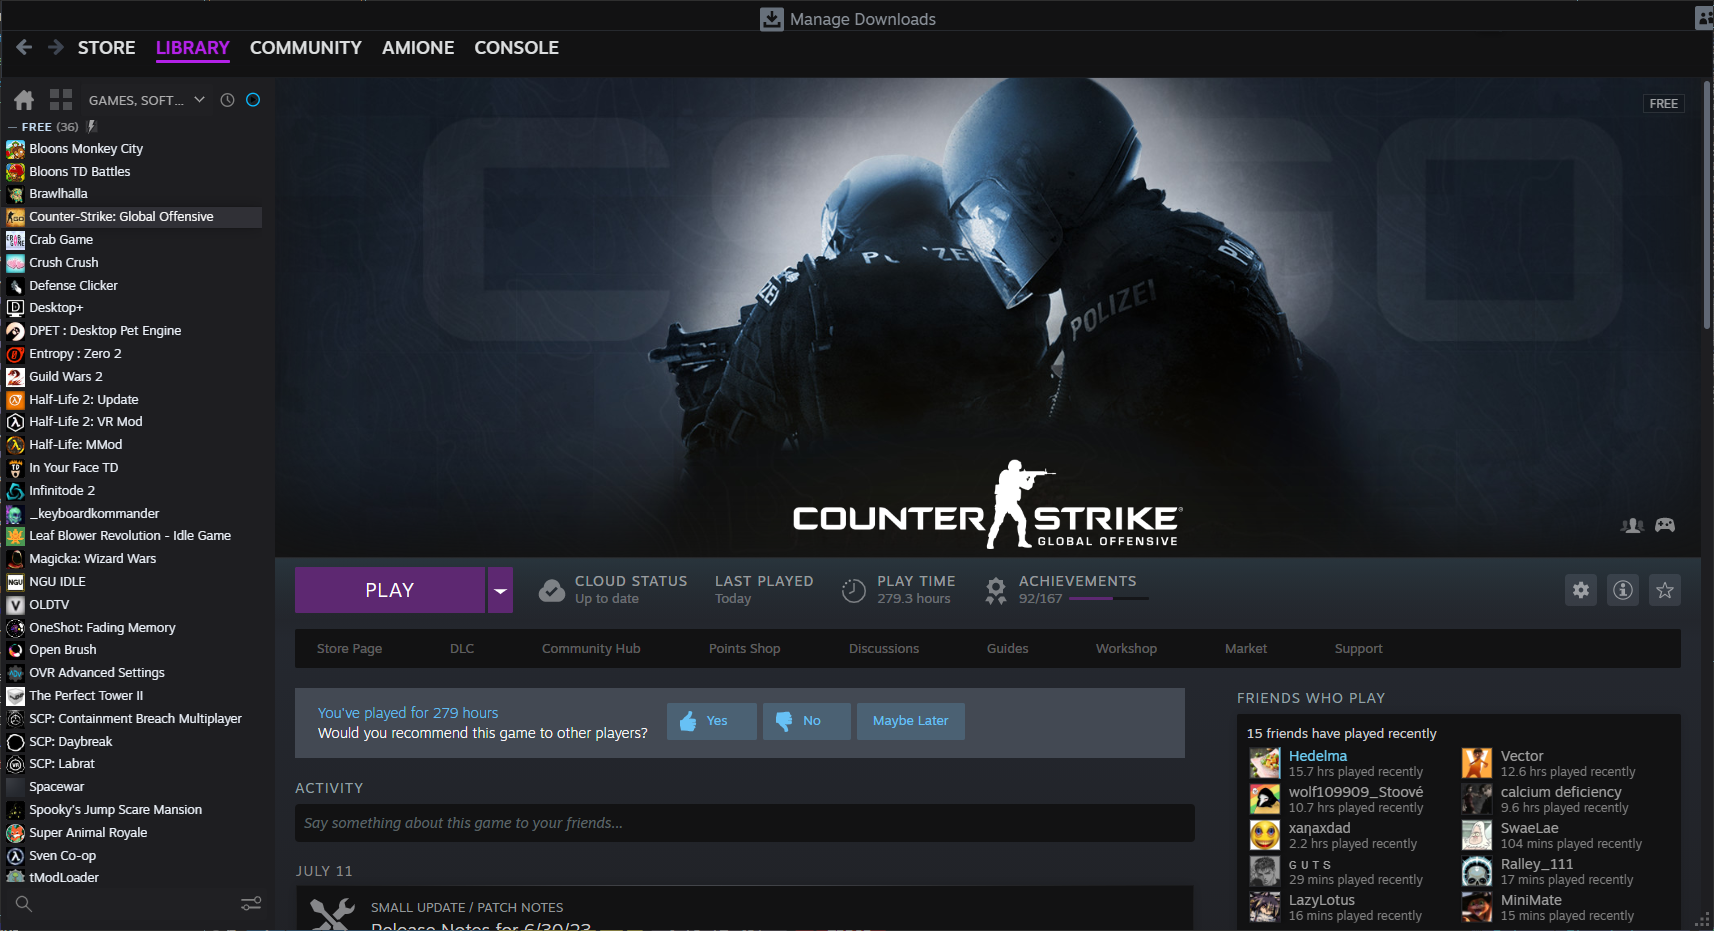 Manage Downloads
STORE LIBRARY COMMUNITY AMIONE CONSOLE
GAMES, SOFT...
— FREE (36)
Bloons Monkey City
Bloons TD Battles
Brawlhalla
Counter-Strike: Global Offensive
Crab Game
Crush Crush
Defense Clicker
Desktop+
DPET : Desktop Pet Engine
Entropy : Zero 2
Guild Wars 2
Half-Life 2: Update
Half-Life 2: VR Mod
Half-Life: MMod
In Your Face TD
Infinitode 2
_keyboardkommander
Leaf Blower Revolution - Idle Game
Magicka: Wizard Wars
NGU IDLE
OLDTV
OneShot: Fading Memory
Open Brush
OVR Advanced Settings
The Perfect Tower II
SCP: Containment Breach Multiplayer
SCP: Daybreak
SCP: Labrat
Spacewar
Spooky's Jump Scare Mansion
Super Animal Royale
Sven Co-op
tModLoader
FREE
POLIZEI
POLIZEI
COUNTER STRIKE
GLOBAL OFFENSIVE
PLAY
CLOUD STATUS
Up to date
LAST PLAYED
Today
PLAY TIME
279.3 hours
ACHIEVEMENTS
92/167
Store Page DLC Community Hub Points Shop Discussions Guides Workshop Market Support
You've played for 279 hours
Would you recommend this game to other players?
Yes No Maybe Later
ACTIVITY
Say something about this game to your friends...
JULY 11
SMALL UPDATE / PATCH NOTES
Release Notes for 6/30/23
FRIENDS WHO PLAY
15 friends have played recently
Hedelma
15.7 hrs played recently
Vector
12.6 hrs played recently
wolf109909_Stoové
10.7 hrs played recently
calcium deficiency
9.6 hrs played recently
xaηaxdad
2.2 hrs played recently
SwaeLae
104 mins played recently
ɢ ᴜ ᴛ s
29 mins played recently
Ralley_111
17 mins played recently
LazyLotus
16 mins played recently
MiniMate
15 mins played recently